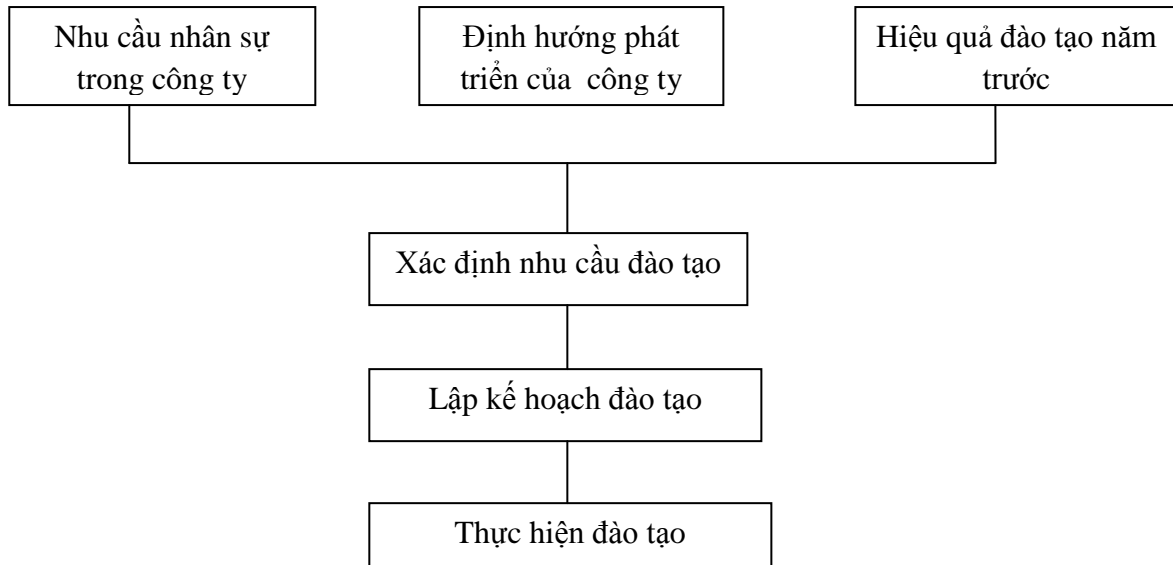 Nhu cầu nhân sự
trong công ty
Định hướng phát
triển của công ty
Hiệu quả đào tạo năm
trước
Xác định nhu cầu đào tạo
Lập kế hoạch đào tạo
Thực hiện đào tạo